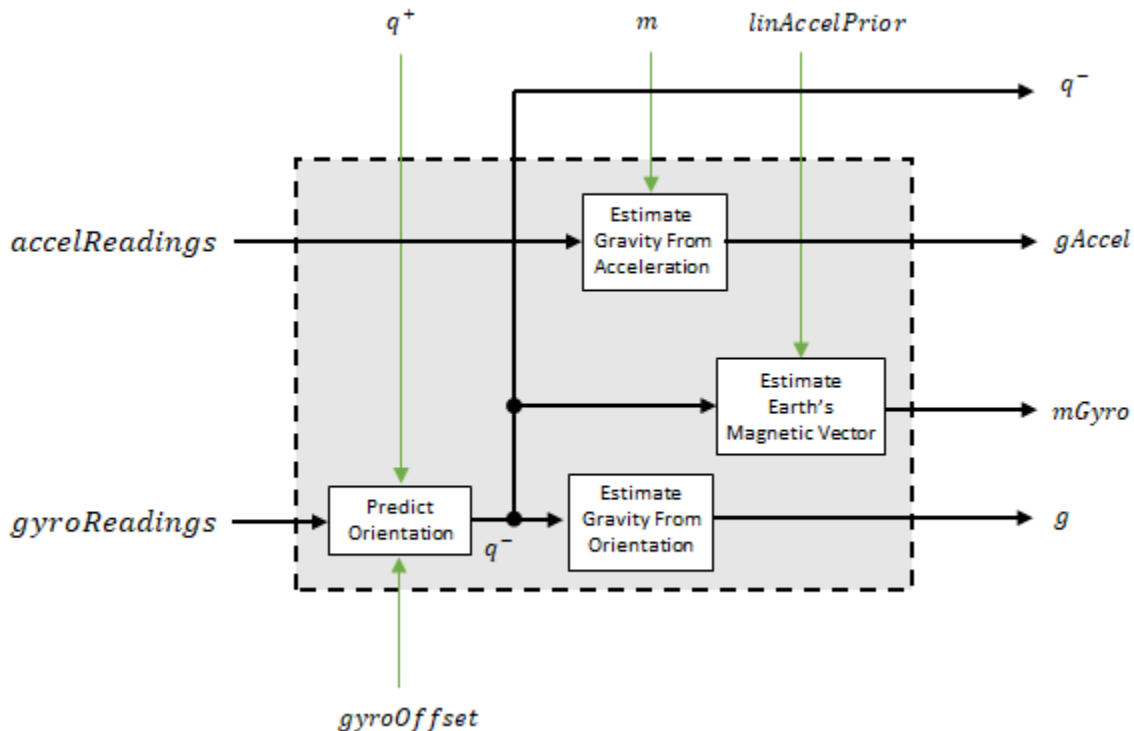 q⁺
m
linAccelPrior
q⁻
accelReadings
Estimate
Gravity From
Acceleration
gAccel
Estimate
Earth's
Magnetic Vector
mGyro
gyroReadings
Predict
Orientation
q⁻
Estimate
Gravity From
Orientation
g
gyroOffset